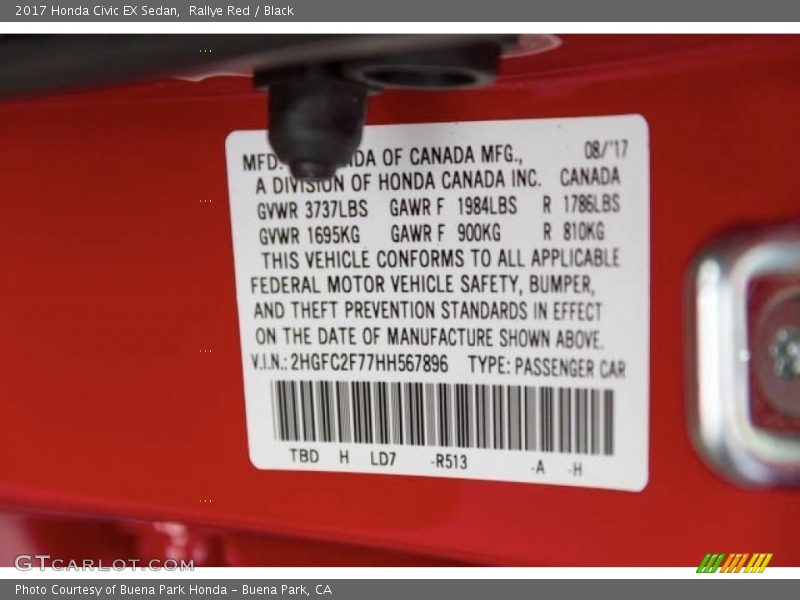 2017 Honda Civic EX Sedan,  Rallye Red / Black
MFD. DA OF CANADA MFG., 08/'17
A DIVISION OF HONDA CANADA INC. CANADA
GVWR 3737LBS GAWR F 1984LBS R 1786LBS
GVWR 1695KG GAWR F 900KG R 810KG
THIS VEHICLE CONFORMS TO ALL APPLICABLE
FEDERAL MOTOR VEHICLE SAFETY, BUMPER,
AND THEFT PREVENTION STANDARDS IN EFFECT
ON THE DATE OF MANUFACTURE SHOWN ABOVE.
V.I.N.: 2HGFC2F77HH567896 TYPE: PASSENGER CAR
TBD H LD7 -R513 -A -H
GTCARLOT.COM
Photo Courtesy of Buena Park Honda - Buena Park, CA